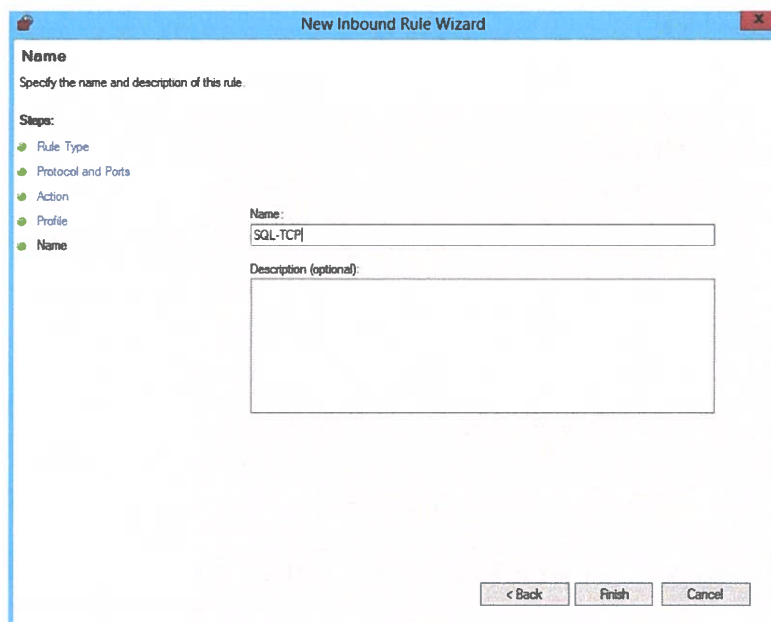 New Inbound Rule Wizard
x
Name
Specify the name and description of this rule.
Steps:
Rule Type
Protocol and Ports
Action
Profile
Name
Name:
SQL-TCP
Description (optional):
< Back
Finish
Cancel